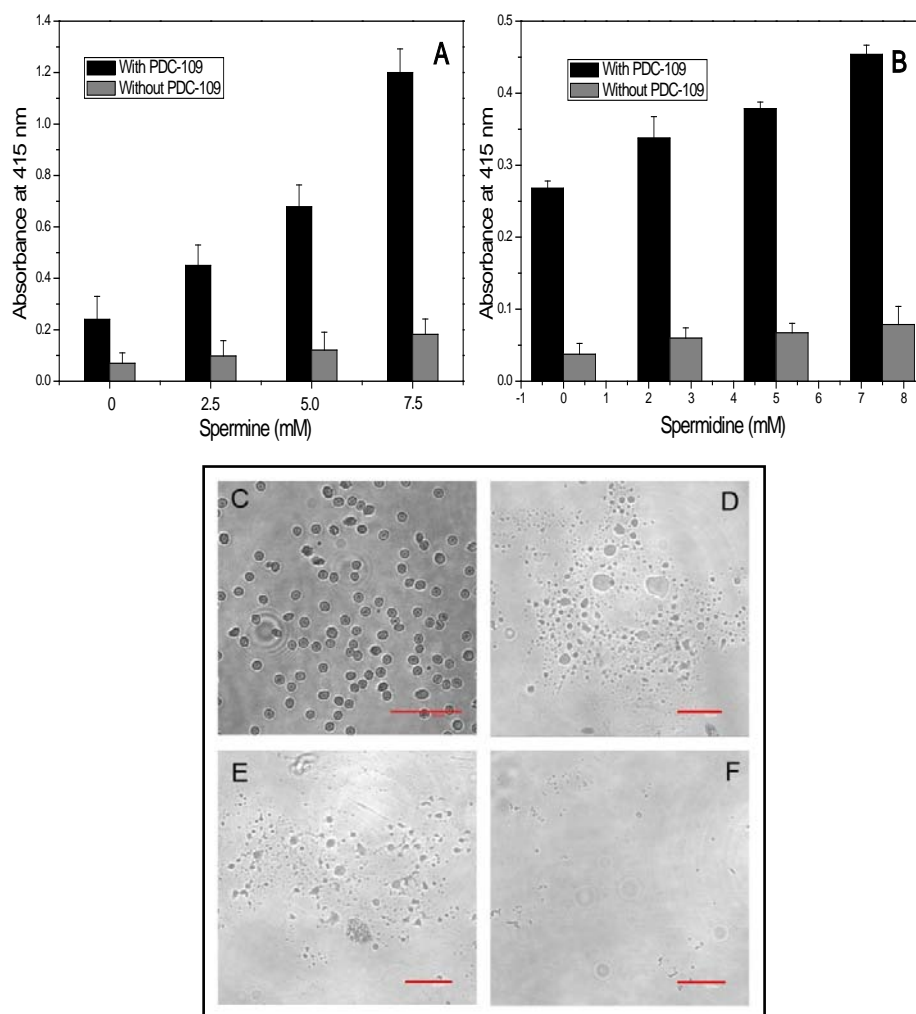 A
With PDC-109
Without PDC-109
Absorbance at 415 nm
1.4
1.2
1.0
0.8
0.6
0.4
0.2
0.0
0 2.5 5.0 7.5
Spermine (mM)
B
With PDC-109
Without PDC-109
Absorbance at 415 nm
0.5
0.4
0.3
0.2
0.1
0.0
-1 0 1 2 3 4 5 6 7 8
Spermidine (mM)
C
D
E
F